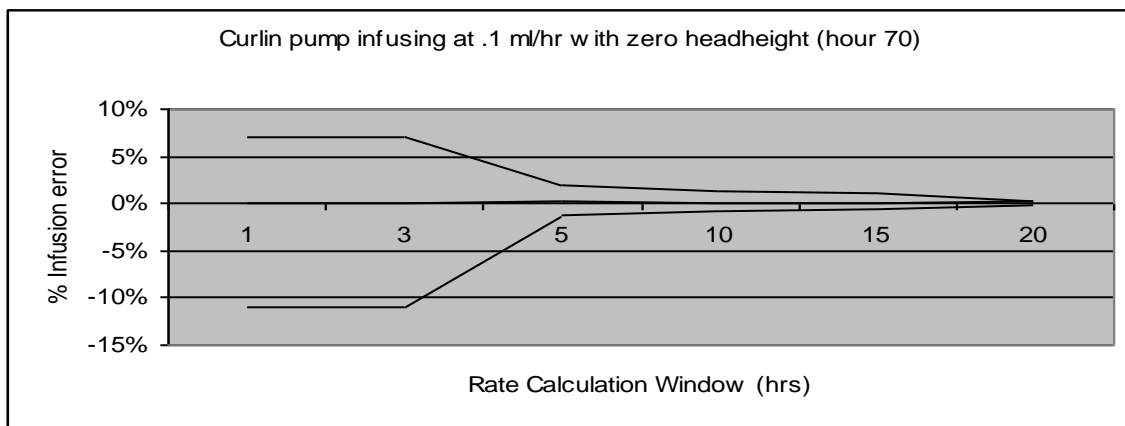 Curlin pump infusing at .1 ml/hr with zero headheight (hour 70)
10%
5%
0%
-5%
-10%
-15%
% Infusion error
1 3 5 10 15 20
Rate Calculation Window (hrs)